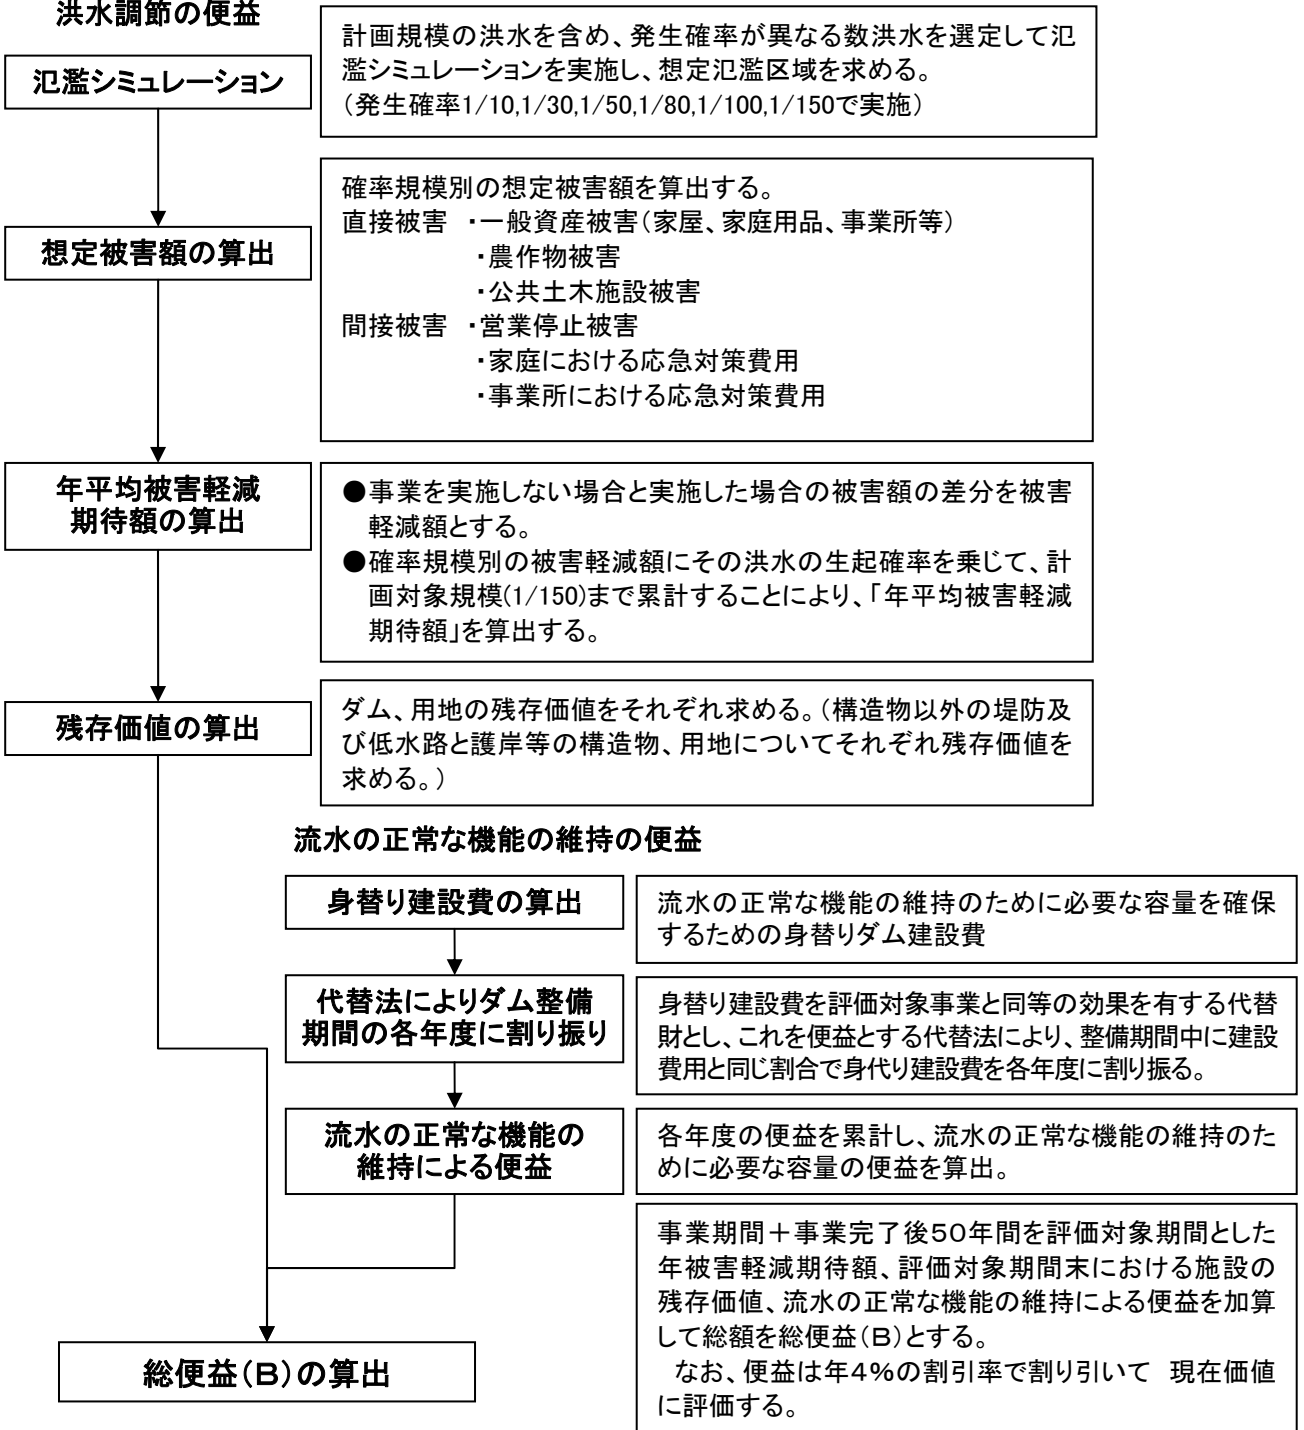 洪水調節の便益
氾濫シミュレーション
計画規模の洪水を含め、発生確率が異なる数洪水を選定して氾
濫シミュレーションを実施し、想定氾濫区域を求める。
（発生確率1/10,1/30,1/50,1/80,1/100,1/150で実施）
想定被害額の算出
確率規模別の想定被害額を算出する。
直接被害　・一般資産被害（家屋、家庭用品、事業所等）
・農作物被害
・公共土木施設被害
間接被害　・営業停止被害
・家庭における応急対策費用
・事業所における応急対策費用
年平均被害軽減
期待額の算出
●事業を実施しない場合と実施した場合の被害額の差分を被害
軽減額とする。
●確率規模別の被害軽減額にその洪水の生起確率を乗じて、計
画対象規模(1/150)まで累計することにより、「年平均被害軽減
期待額」を算出する。
残存価値の算出
ダム、用地の残存価値をそれぞれ求める。（構造物以外の堤防及
び低水路と護岸等の構造物、用地についてそれぞれ残存価値を
求める。）
流水の正常な機能の維持の便益
身替り建設費の算出
流水の正常な機能の維持のために必要な容量を確保
するための身替りダム建設費
代替法によりダム整備
期間の各年度に割り振り
身替り建設費を評価対象事業と同等の効果を有する代替
財とし、これを便益とする代替法により、整備期間中に建設
費用と同じ割合で身代り建設費を各年度に割り振る。
流水の正常な機能の
維持による便益
各年度の便益を累計し、流水の正常な機能の維持のた
めに必要な容量の便益を算出。
事業期間＋事業完了後５０年間を評価対象期間とした
年被害軽減期待額、評価対象期間末における施設の
残存価値、流水の正常な機能の維持による便益を加算
して総額を総便益（Ｂ）とする。
なお、便益は年４％の割引率で割り引いて　現在価値
に評価する。
総便益（Ｂ）の算出